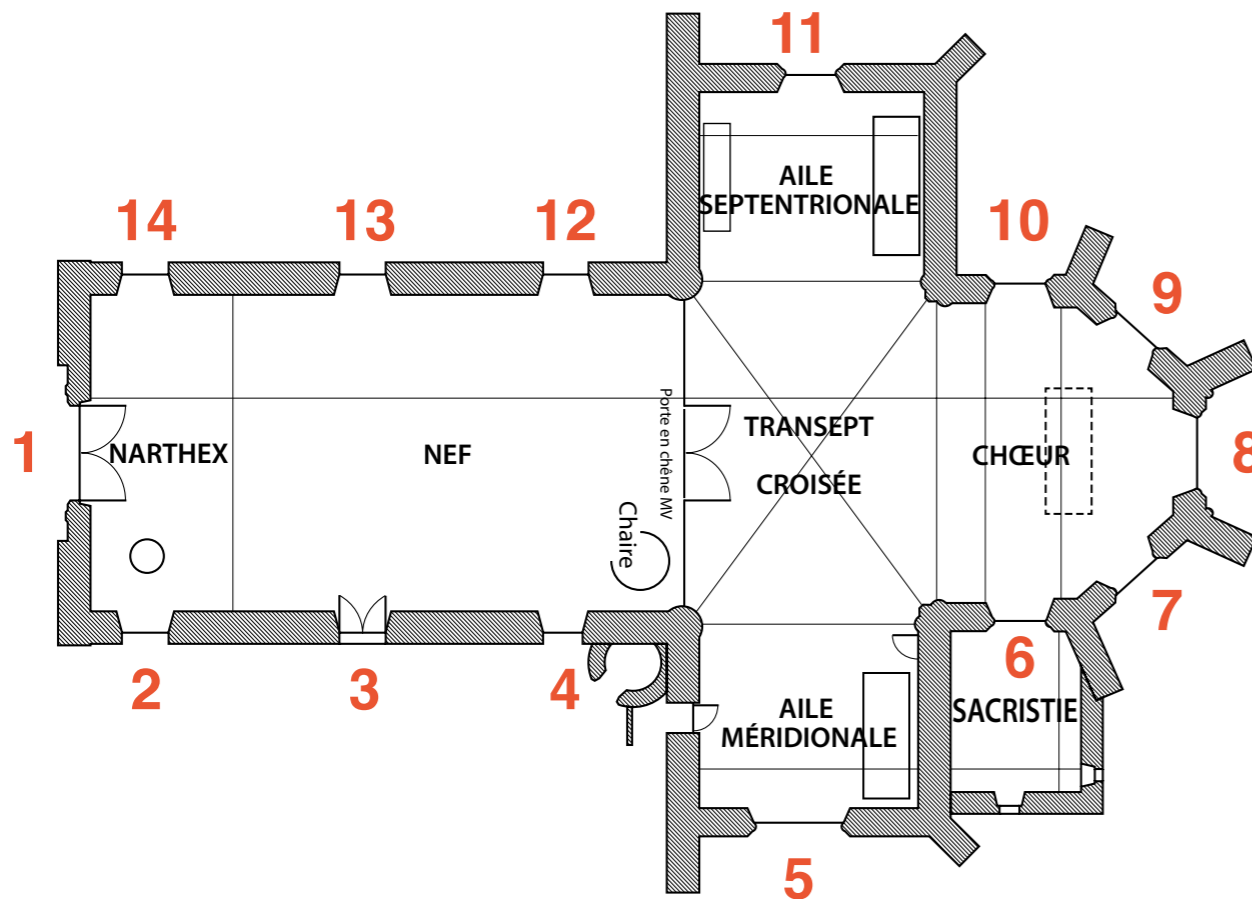 11
AILE
SEPTENTRIONALE
14
13
12
10
9
1
NARTHEX
NEF
Porte en chêne MV
TRANSEPT
CROISÉE
CHŒUR
8
Chaire
2
3
4
AILE
MÉRIDIONALE
6
SACRISTIE
7
5